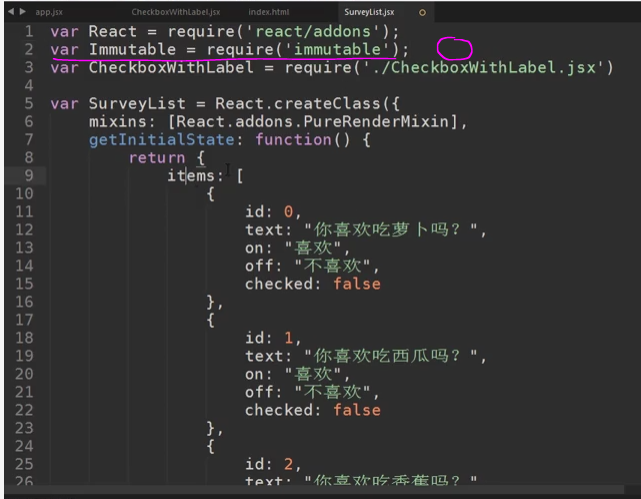 app.jsx CheckboxWithLabel.jsx index.html SurveyList.jsx
1 var React = require('react/addons');
2 var Immutable = require('immutable');
3 var CheckboxWithLabel = require('./CheckboxWithLabel.jsx')
4
5 var SurveyList = React.createClass({
6 mixins: [React.addons.PureRenderMixin],
7 getInitialState: function() {
8 return {
9 items: [
10 {
11 id: 0,
12 text: "你喜欢吃萝卜吗？",
13 on: "喜欢",
14 off: "不喜欢",
15 checked: false
16 },
17 {
18 id: 1,
19 text: "你喜欢吃西瓜吗？",
20 on: "喜欢",
21 off: "不喜欢",
22 checked: false
23 },
24 {
25 id: 2,
26 text: "你喜欢吃香蕉吗？"